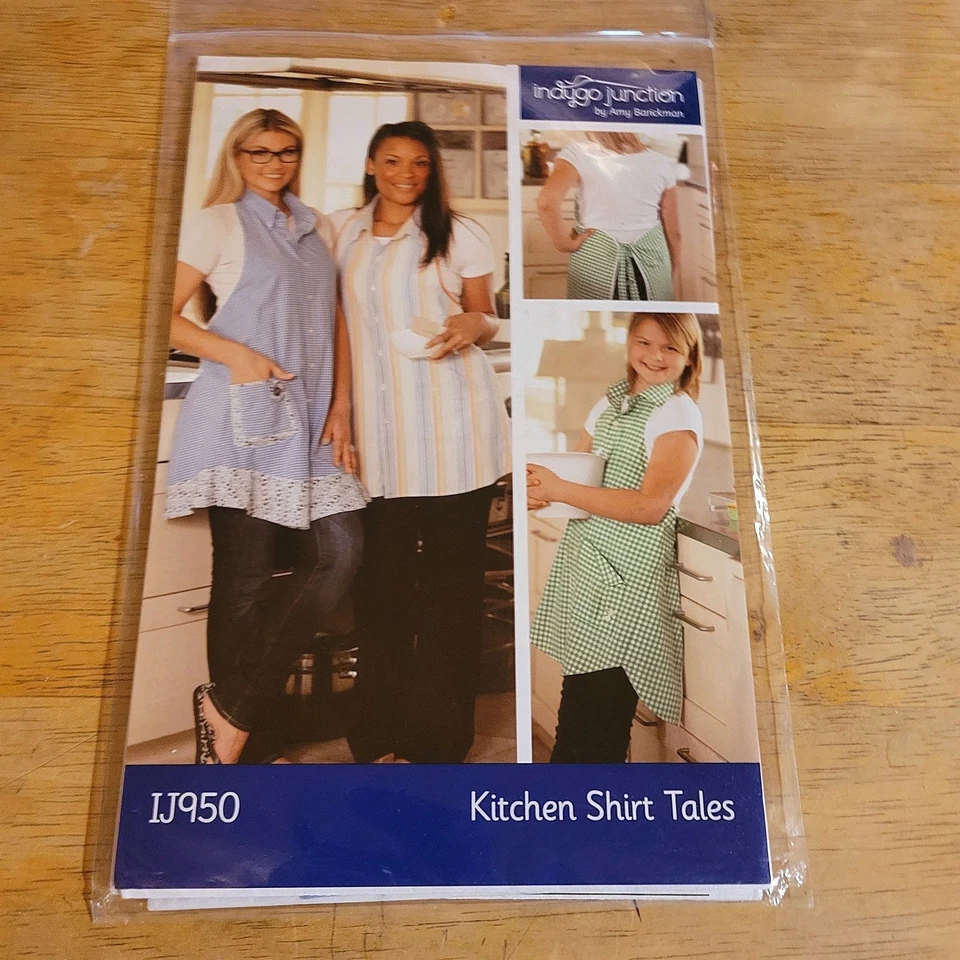 indygo junction
by Amy Barickman
IJ950
Kitchen Shirt Tales